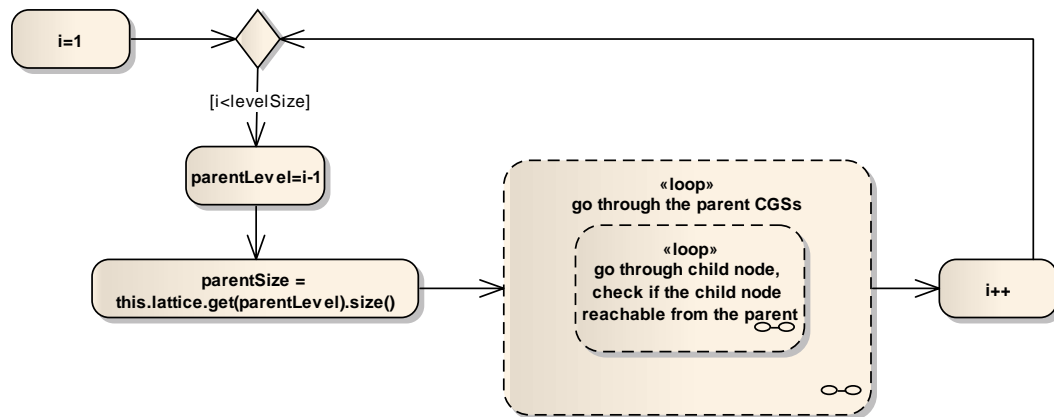 i=1
[i<levelSize]
parentLevel=i-1
parentSize =
this.lattice.get(parentLevel).size()
«loop»
go through the parent CGSs
«loop»
go through child node,
check if the child node
reachable from the parent
i++